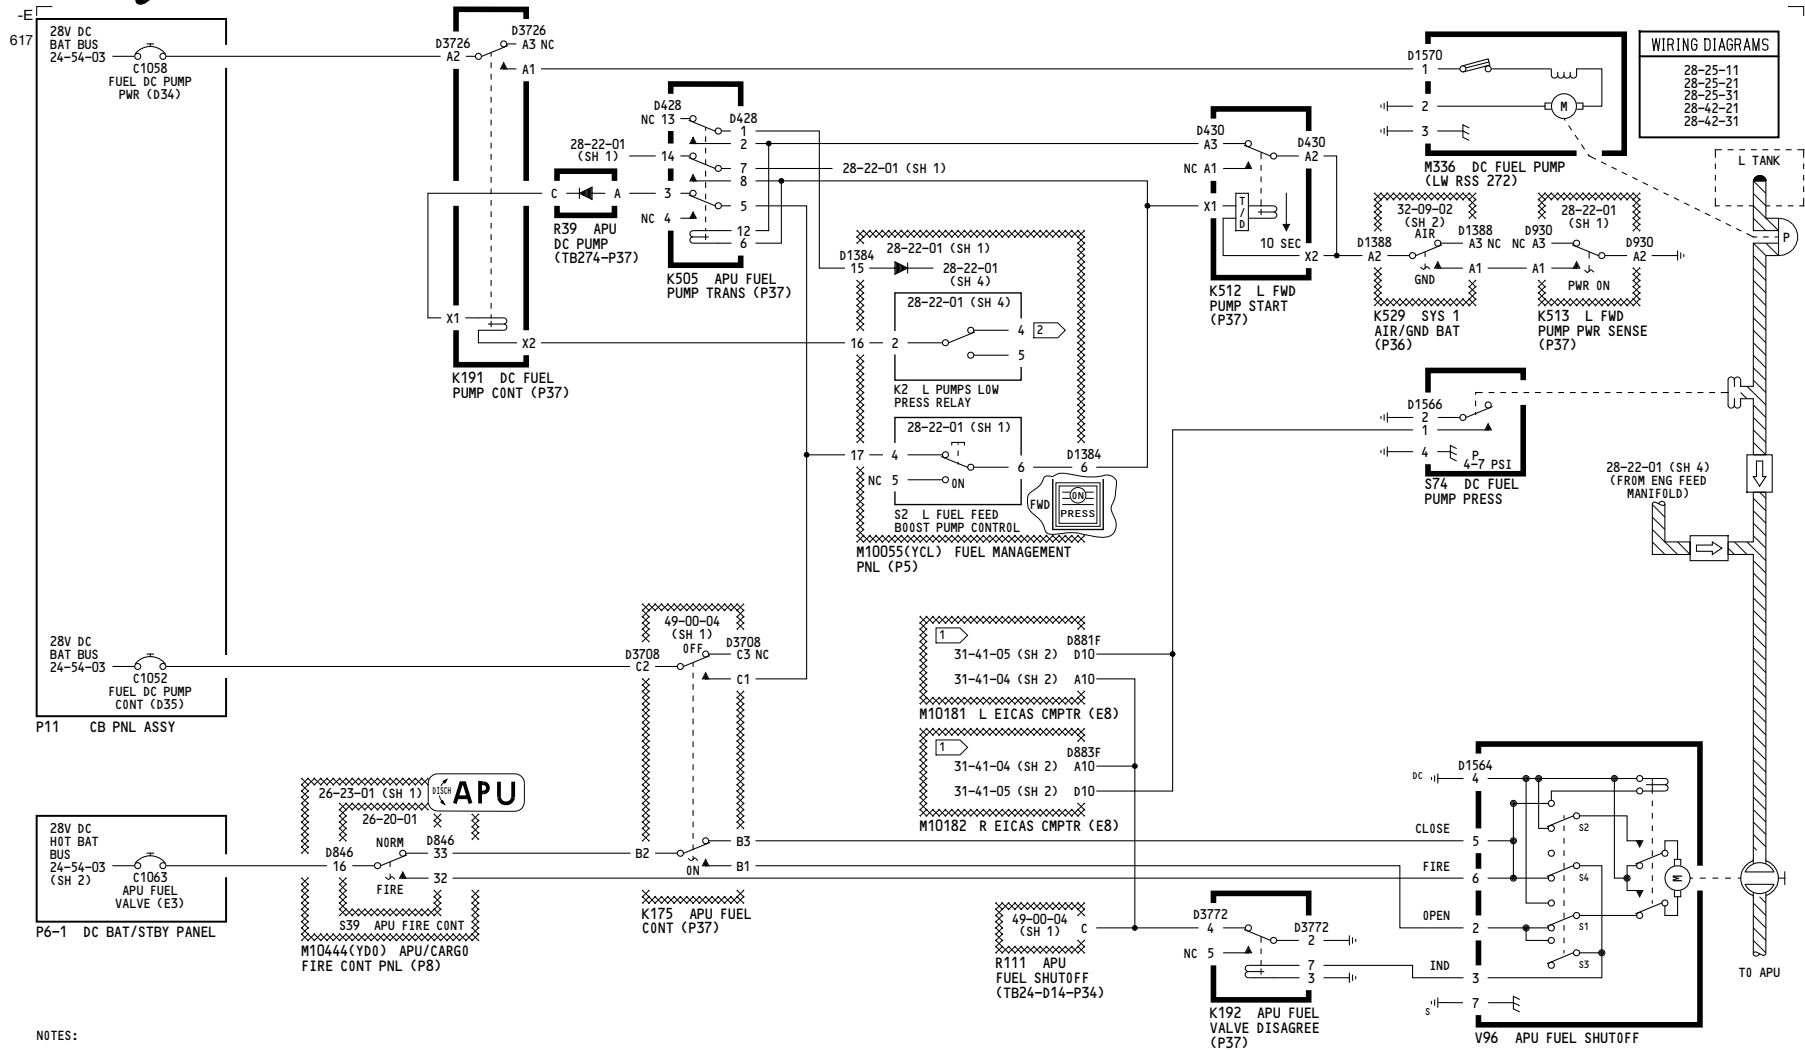 -E
617
28V DC
BAT BUS
24-54-03
C1058
FUEL DC PUMP
PWR (D34)
28V DC
BAT BUS
24-54-03
C1052
FUEL DC PUMP
CONT (D35)
P11 CB PNL ASSY
28V DC
HOT BAT
BUS
24-54-03
(SH 2)
C1063
APU FUEL
VALVE (E3)
P6-1 DC BAT/STBY PANEL
D3726
A2
D3726
A3 NC
A1
X1
X2
K191 DC FUEL
PUMP CONT (P37)
28-22-01
(SH 1)
C A
R39 APU
DC PUMP
(TB274-P37)
D428
NC 13
14
3
NC 4
D428
1
2
7
8
5
12
6
28-22-01 (SH 1)
K505 APU FUEL
PUMP TRANS (P37)
D1384
15
28-22-01 (SH 1)
28-22-01
(SH 4)
28-22-01 (SH 4)
16
2
4
2
5
K2 L PUMPS LOW
PRESS RELAY
28-22-01 (SH 1)
17
4
NC 5
ON
6
D1384
6
S2 L FUEL FEED
BOOST PUMP CONTROL
FWD
ON
PRESS
M10055(YCL) FUEL MANAGEMENT
PNL (P5)
D430
A3
NC A1
X1
T/D
10 SEC
D430
A2
X2
K512 L FWD
PUMP START
(P37)
D1570
1
2
3
M
M336 DC FUEL PUMP
(LW RSS 272)
WIRING DIAGRAMS
28-25-11
28-25-21
28-25-31
28-42-21
28-42-31
L TANK
P
32-09-02
(SH 2)
AIR
D1388
A2
D1388
A3 NC
A1
GND
K529 SYS 1
AIR/GND BAT
(P36)
28-22-01
(SH 1)
D930
NC A3
A1
D930
A2
PWR ON
K513 L FWD
PUMP PWR SENSE
(P37)
D1566
2
1
4
P
4-7 PSI
S74 DC FUEL
PUMP PRESS
28-22-01 (SH 4)
(FROM ENG FEED
MANIFOLD)
49-00-04
(SH 1)
OFF
D3708
C2
D3708
C3 NC
C1
B2
B3
B1
ON
K175 APU FUEL
CONT (P37)
1
D881F
31-41-05 (SH 2) D10
31-41-04 (SH 2) A10
M10181 L EICAS CMPTR (E8)
1
D883F
31-41-04 (SH 2) A10
31-41-05 (SH 2) D10
M10182 R EICAS CMPTR (E8)
26-23-01 (SH 1)
DISCH
APU
26-20-01
NORM
D846
16
D846
33
32
FIRE
S39 APU FIRE CONT
M10444(YD0) APU/CARGO
FIRE CONT PNL (P8)
49-00-04
(SH 1)
C
R111 APU
FUEL SHUTOFF
(TB24-D14-P34)
D3772
4
NC 5
D3772
2
7
3
K192 APU FUEL
VALVE DISAGREE
(P37)
DC
D1564
4
CLOSE
5
FIRE
6
OPEN
2
IND
3
S
7
S2
S4
S1
S3
M
V96 APU FUEL SHUTOFF
TO APU
NOTES: